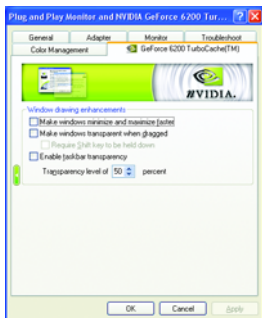 Plug and Play Monitor and NVIDIA GeForce 6200 Tur...
General Adapter Monitor Troubleshoot
Color Management GeForce 6200 TurboCache(TM)
NVIDIA.
Window drawing enhancements
Make windows minimize and maximize faster
Make windows transparent when dragged
Require Shift key to be held down
Enable taskbar transparency
Transparency level of 50 percent
OK Cancel Apply